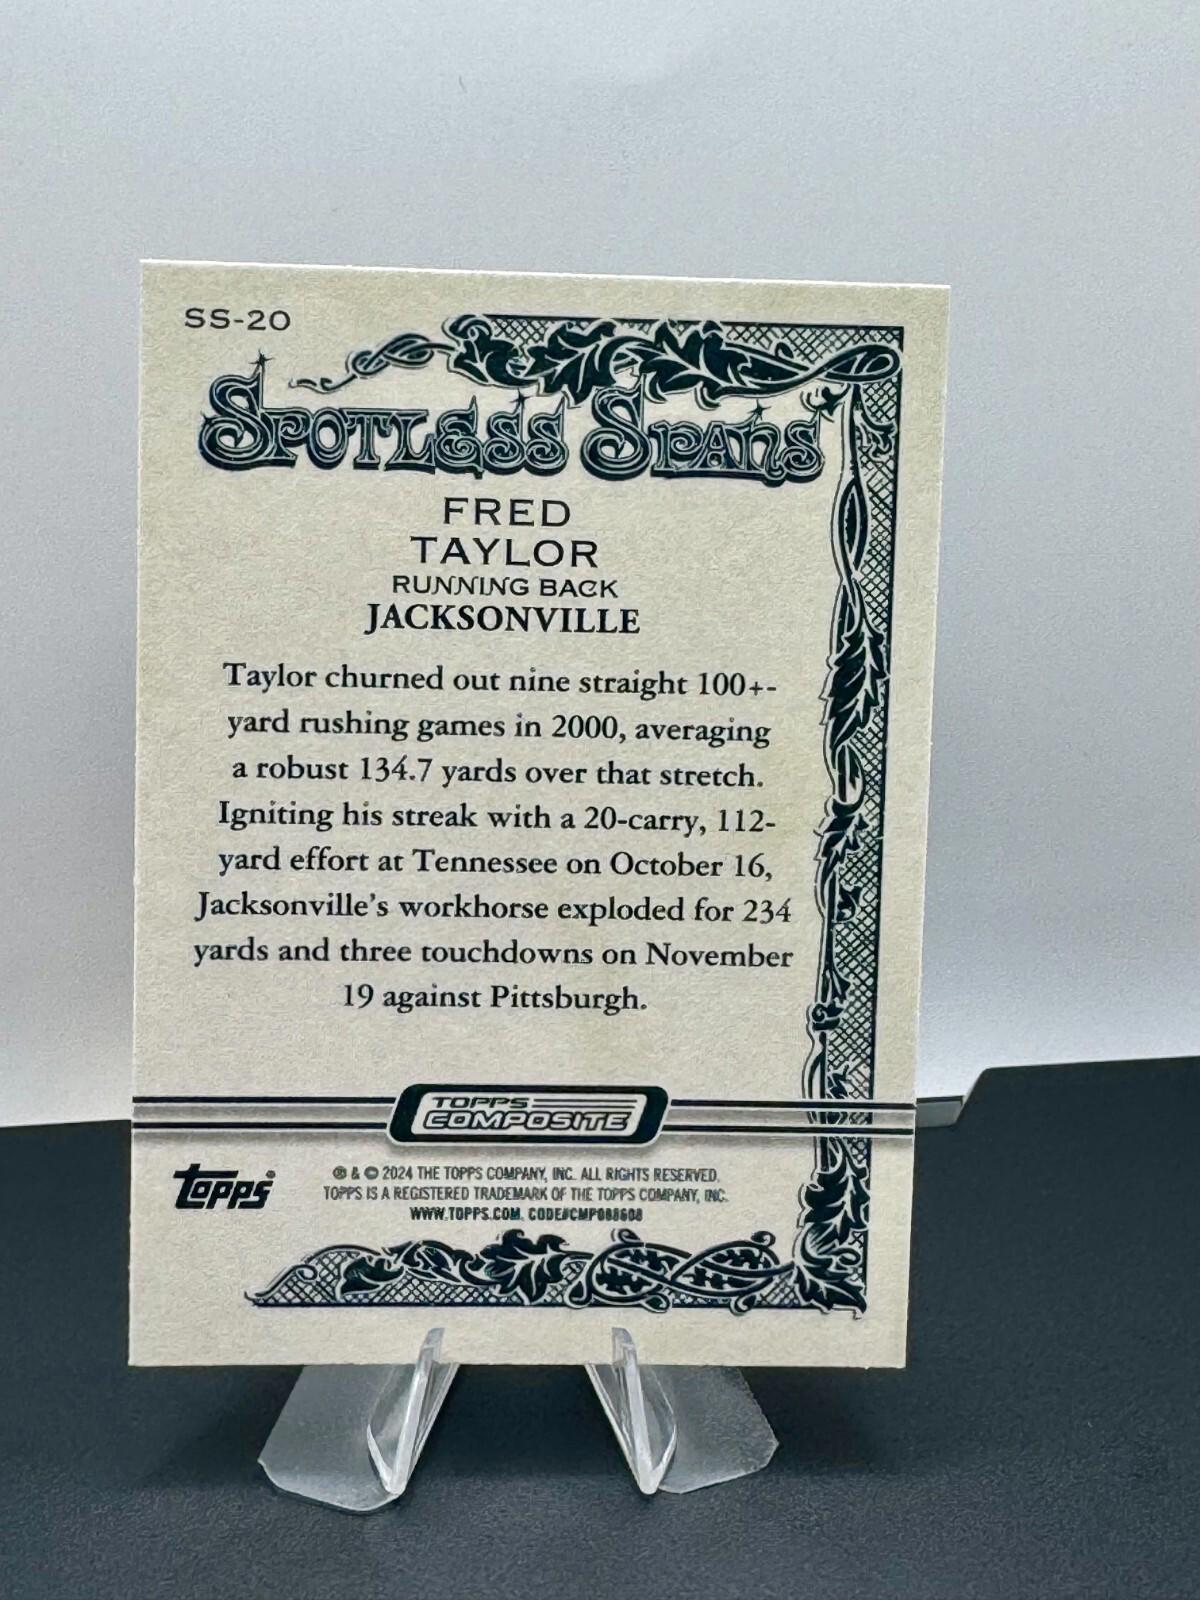 SS-20
SPOTLESS SPANS
FRED
TAYLOR
RUNNING BACK
JACKSONVILLE
Taylor churned out nine straight 100+-
yard rushing games in 2000, averaging
a robust 134.7 yards over that stretch.
Igniting his streak with a 20-carry, 112-
yard effort at Tennessee on October 16,
Jacksonville's workhorse exploded for 234
yards and three touchdowns on November
19 against Pittsburgh.
TOPPS
COMPOSITE
topps®
® & © 2024 THE TOPPS COMPANY, INC. ALL RIGHTS RESERVED.
TOPPS IS A REGISTERED TRADEMARK OF THE TOPPS COMPANY, INC.
WWW.TOPPS.COM. CODE#CMP088608